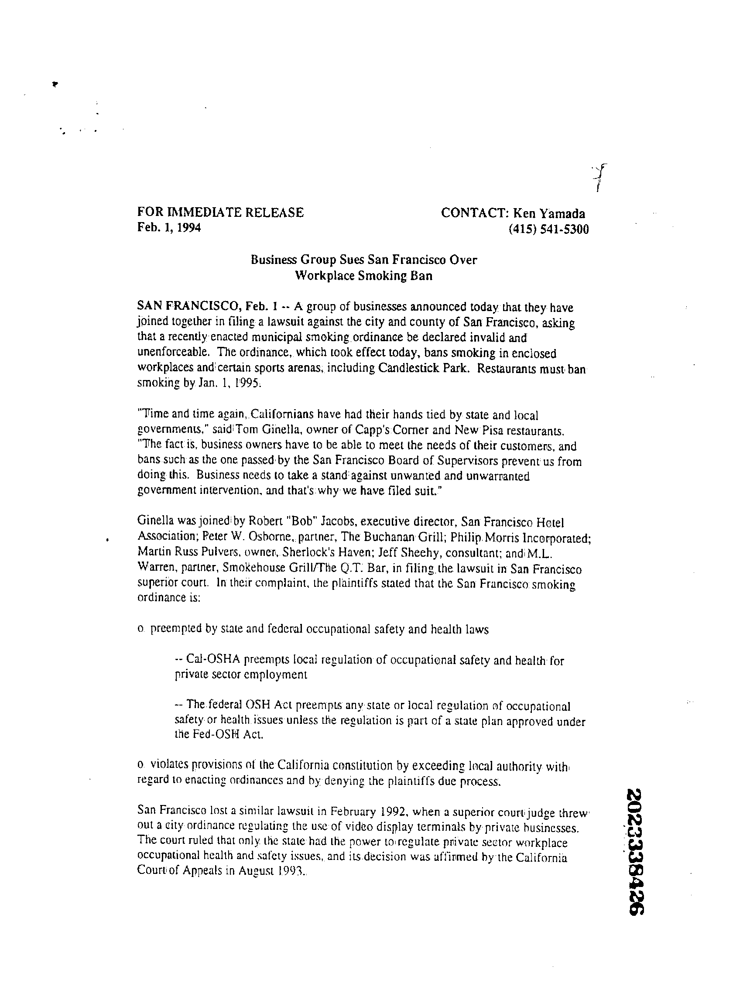 FOR IMMEDIATE RELEASE
Feb. 1, 1994
CONTACT: Ken Yamada
(415) 541-5300
Business Group Sues San Francisco Over
Workplace Smoking Ban
SAN FRANCISCO, Feb. 1 -- A group of businesses announced today that they have
joined together in filing a lawsuit against the city and county of San Francisco, asking
that a recently enacted municipal smoking ordinance be declared invalid and
unenforceable. The ordinance, which took effect today, bans smoking in enclosed
workplaces and certain sports arenas, including Candlestick Park. Restaurants must ban
smoking by Jan. 1, 1995.
"Time and time again, Californians have had their hands tied by state and local
governments," said Tom Ginella, owner of Capp's Corner and New Pisa restaurants.
"The fact is, business owners have to be able to meet the needs of their customers, and
bans such as the one passed by the San Francisco Board of Supervisors prevent us from
doing this. Business needs to take a stand against unwanted and unwarranted
government intervention, and that's why we have filed suit."
Ginella was joined by Robert "Bob" Jacobs, executive director, San Francisco Hotel
Association; Peter W. Osborne, partner, The Buchanan Grill; Philip Morris Incorporated;
Martin Russ Pulvers, owner, Sherlock's Haven; Jeff Sheehy, consultant; and M.L.
Warren, partner, Smokehouse Grill/The Q.T. Bar, in filing the lawsuit in San Francisco
superior court. In their complaint, the plaintiffs stated that the San Francisco smoking
ordinance is:
o preempted by state and federal occupational safety and health laws
-- Cal-OSHA preempts local regulation of occupational safety and health for
private sector employment
-- The federal OSH Act preempts any state or local regulation of occupational
safety or health issues unless the regulation is part of a state plan approved under
the Fed-OSH Act.
o violates provisions of the California constitution by exceeding local authority with
regard to enacting ordinances and by denying the plaintiffs due process.
San Francisco lost a similar lawsuit in February 1992, when a superior court judge threw
out a city ordinance regulating the use of video display terminals by private businesses.
The court ruled that only the state had the power to regulate private sector workplace
occupational health and safety issues, and its decision was affirmed by the California
Court of Appeals in August 1993.
2023338426